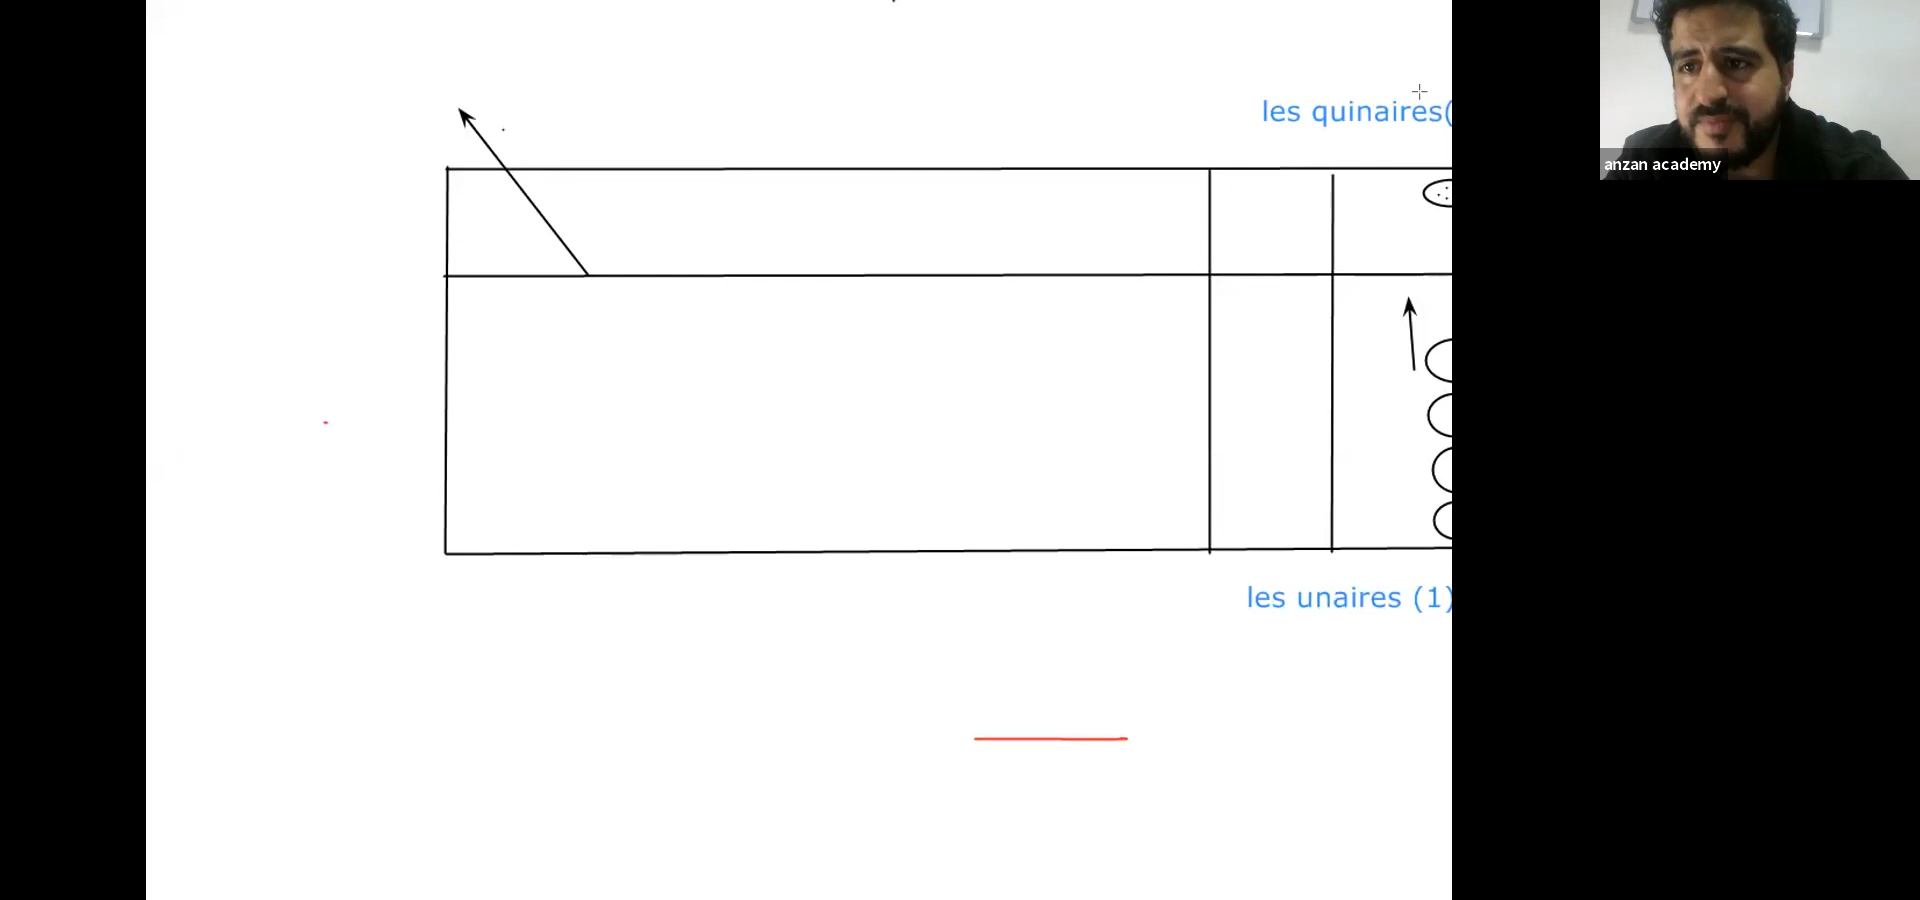 les quinaires(
anzan academy
les unaires (1)